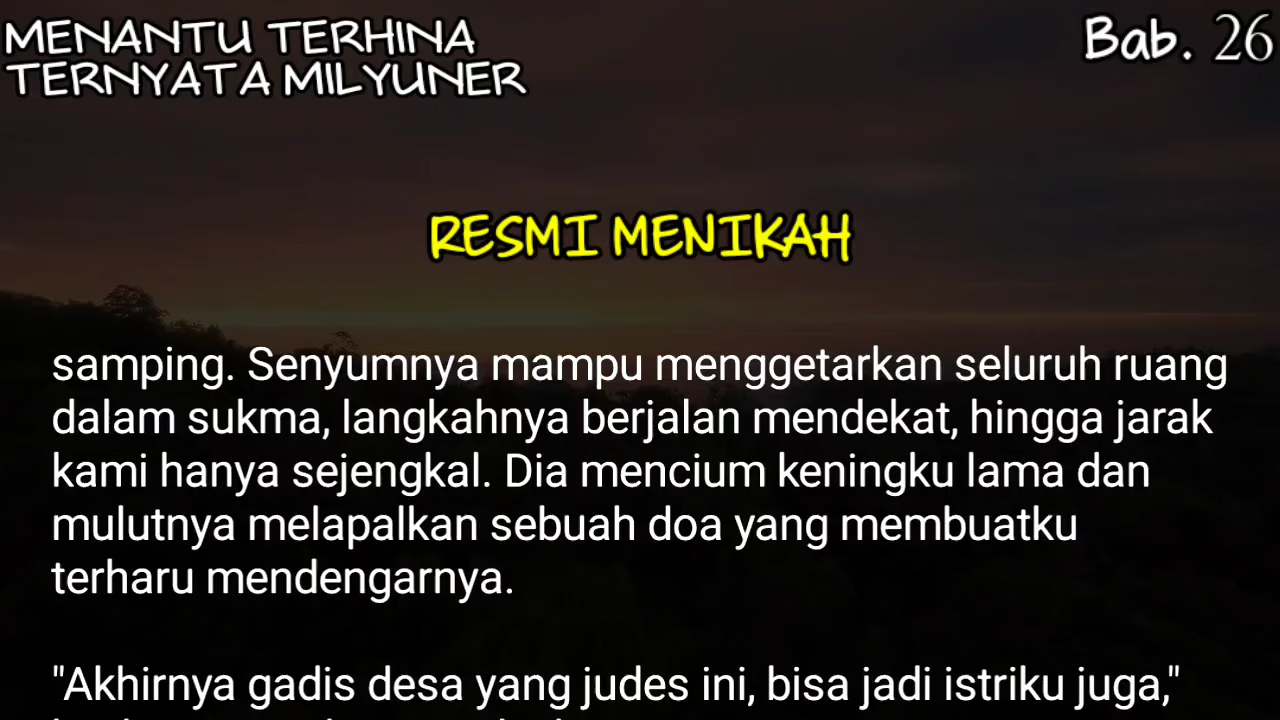 MENANTU TERHINA
TERNYATA MILYUNER
Bab. 26
RESMI MENIKAH
samping. Senyumnya mampu menggetarkan seluruh ruang
dalam sukma, langkahnya berjalan mendekat, hingga jarak
kami hanya sejengkal. Dia mencium keningku lama dan
mulutnya melapalkan sebuah doa yang membuatku
terharu mendengarnya.
"Akhirnya gadis desa yang judes ini, bisa jadi istriku juga,"